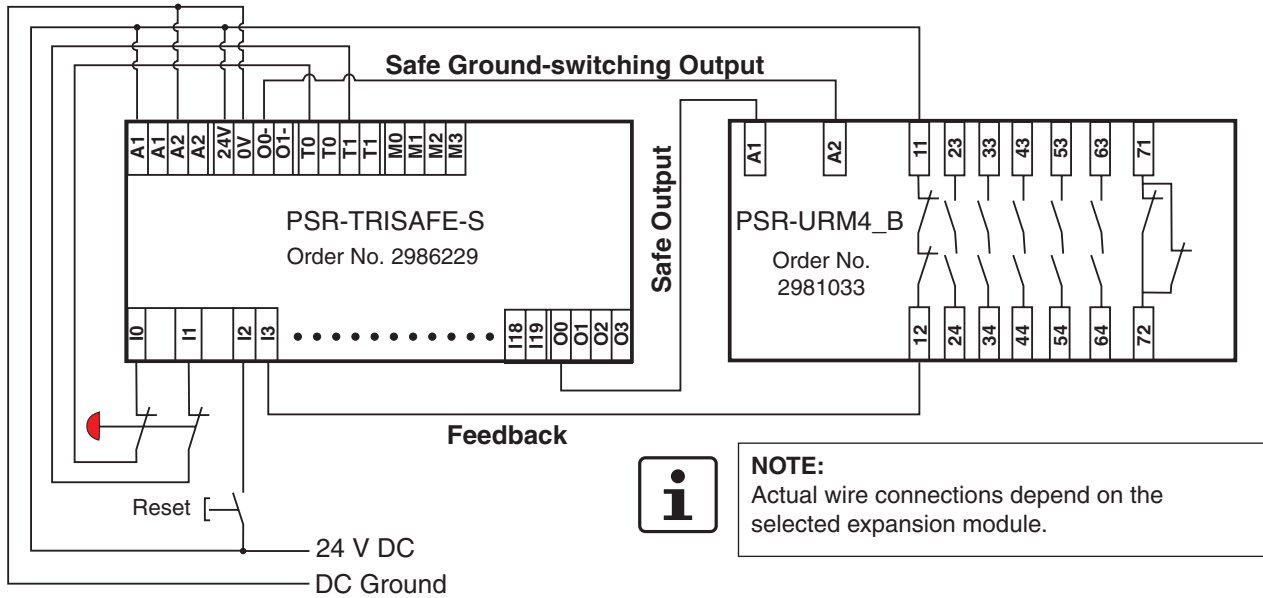 Safe Ground-switching Output
A1 A1 A2 A2 24V 0V O0- O1- T0 T0 T1 T1 M0 M1 M2 M3
PSR-TRISAFE-S
Order No. 2986229
I0 I1 I2 I3 I18 I19 O0 O1 O2 O3
Safe Output
A1 A2 11 23 33 43 53 63 71
PSR-URM4_B
Order No.
2981033
12 24 34 44 54 64 72
Feedback
Reset
24 V DC
DC Ground
i
NOTE:
Actual wire connections depend on the
selected expansion module.